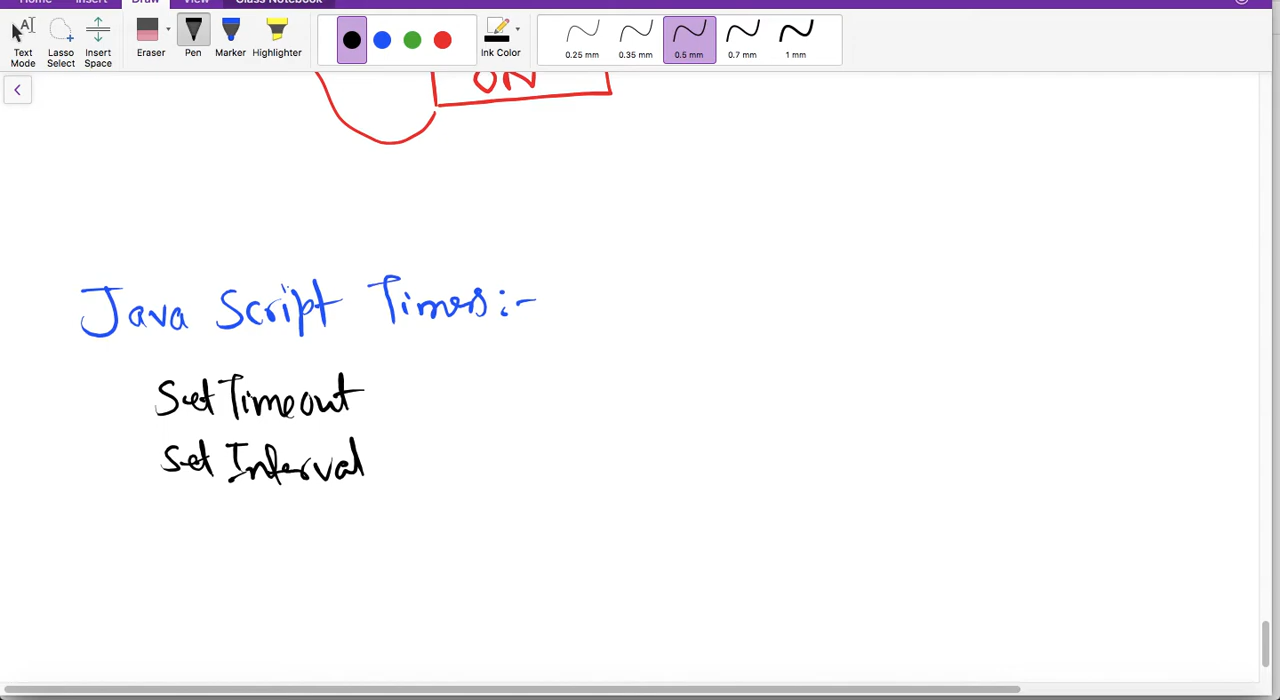 Home Insert Draw View Class Notebook
Text Mode Lasso Select Insert Space Eraser Pen Marker Highlighter Ink Color 0.25 mm 0.35 mm 0.5 mm 0.7 mm 1 mm
ON
Java Script Timers:-
SetTimeout
Set Interval